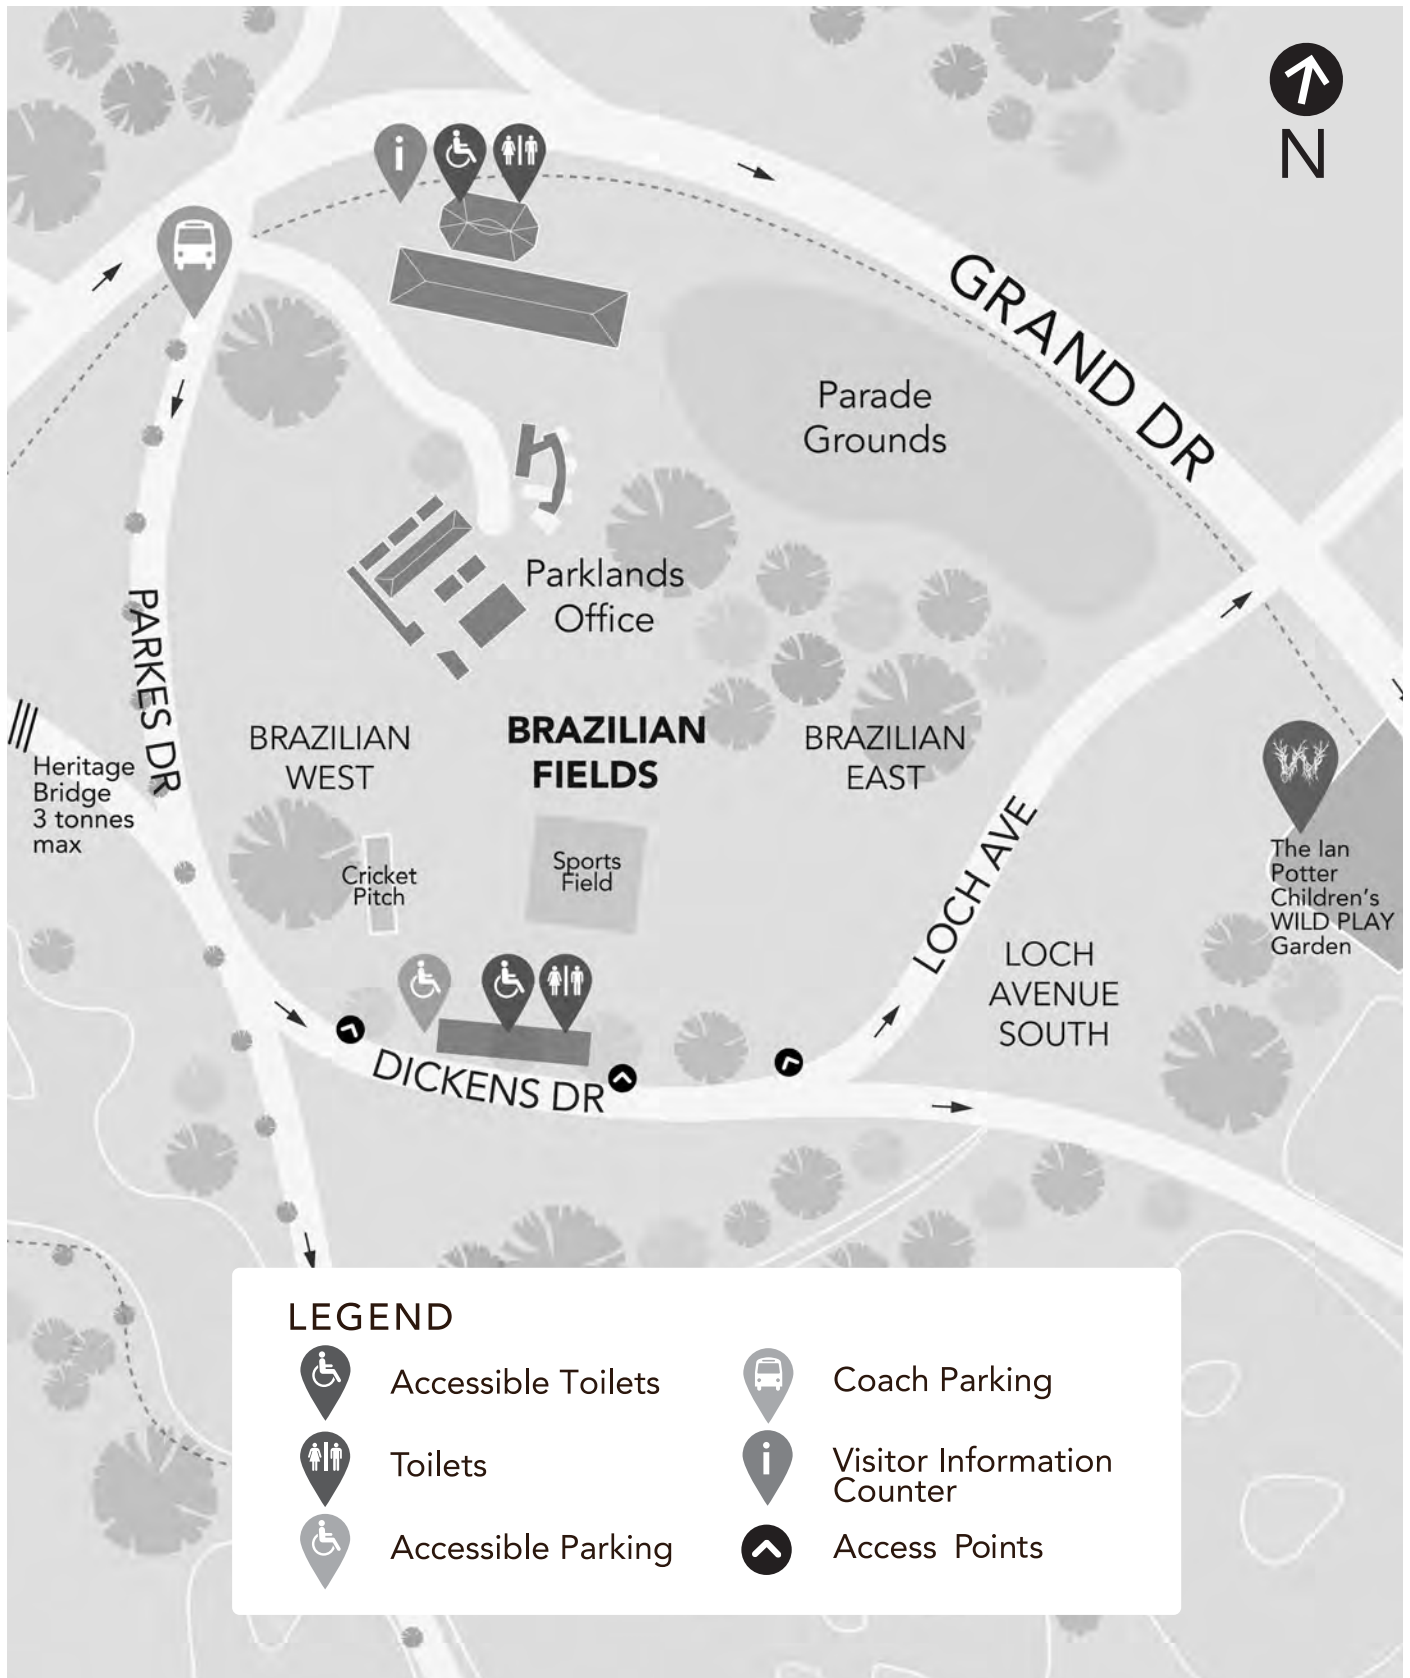 N
GRAND DR
Parade
Grounds
Parklands
Office
PARKES DR
BRAZILIAN
WEST
BRAZILIAN
FIELDS
BRAZILIAN
EAST
Heritage
Bridge
3 tonnes
max
Cricket
Pitch
Sports
Field
LOCH AVE
The Ian
Potter
Children's
WILD PLAY
Garden
LOCH
AVENUE
SOUTH
DICKENS DR
LEGEND
Accessible Toilets
Toilets
Accessible Parking
Coach Parking
Visitor Information
Counter
Access Points